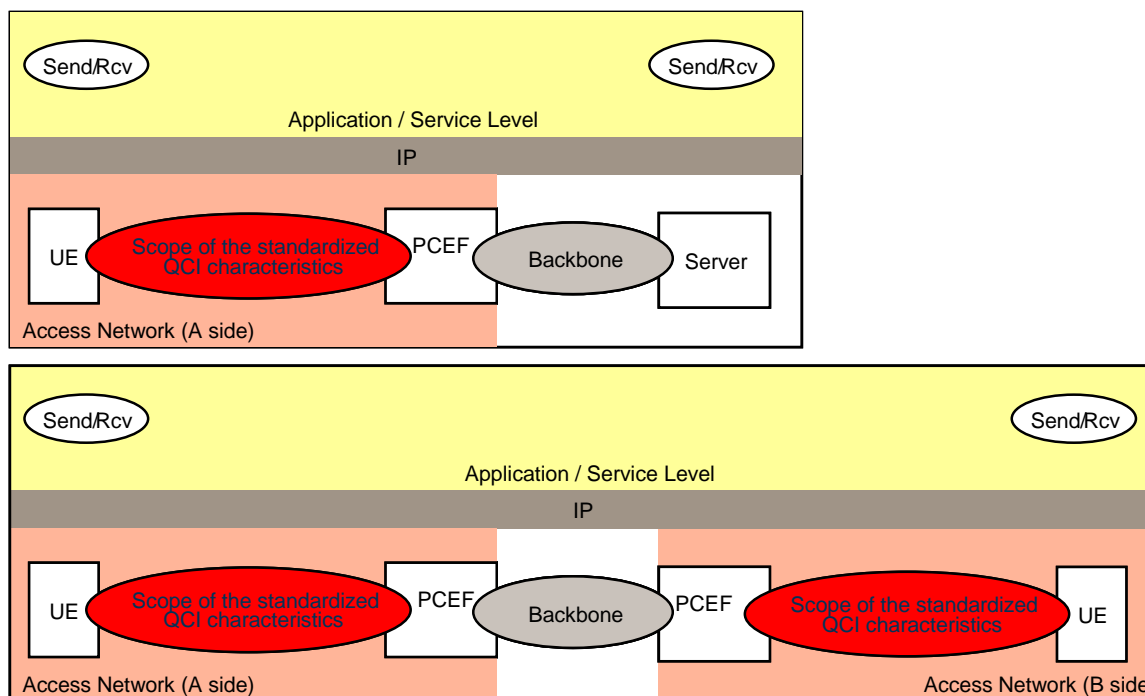 Send/Rcv
Send/Rcv
Application / Service Level
IP
UE
Scope of the standardized
QCI characteristics
PCEF
Backbone
Server
Access Network (A side)
Send/Rcv
Send/Rcv
Application / Service Level
IP
UE
Scope of the standardized
QCI characteristics
PCEF
Backbone
PCEF
Scope of the standardized
QCI characteristics
UE
Access Network (A side)
Access Network (B side